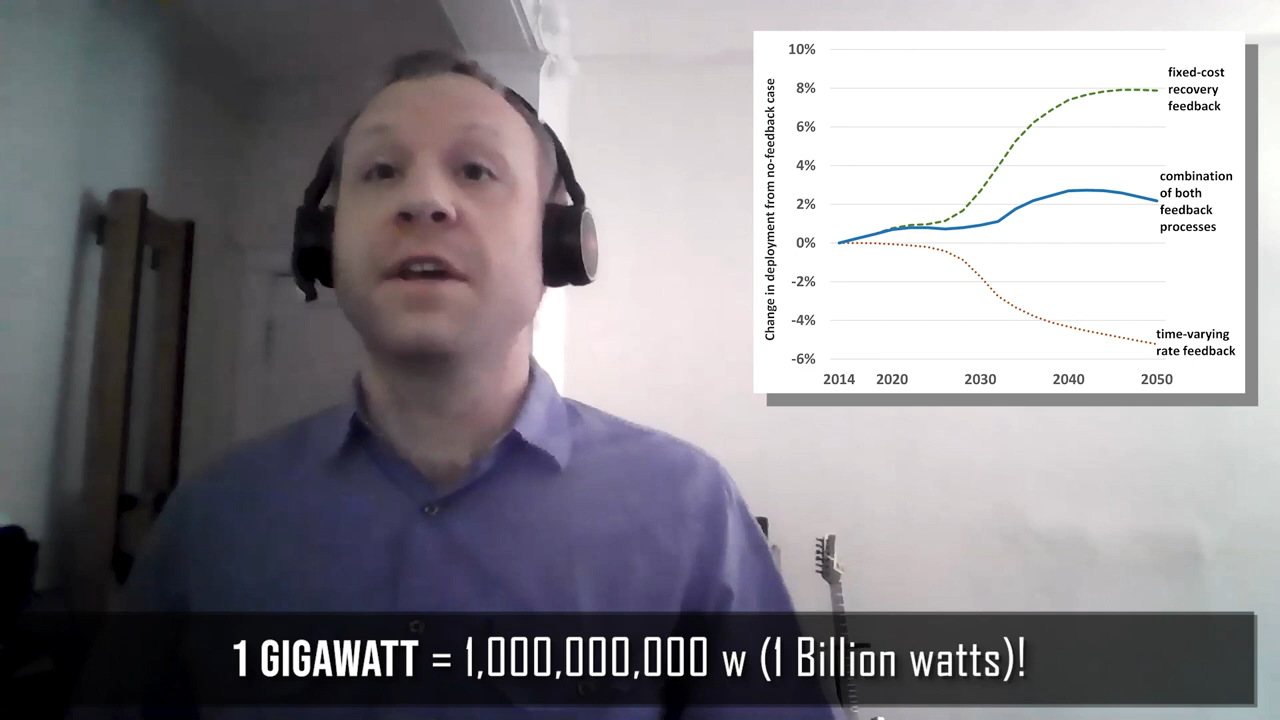 10%
8%
6%
4%
2%
0%
-2%
-4%
-6%
Change in deployment from no-feedback case
2014 2020 2030 2040 2050
fixed-cost
recovery
feedback
combination
of both
feedback
processes
time-varying
rate feedback
1 GIGAWATT = 1,000,000,000 w (1 Billion watts)!